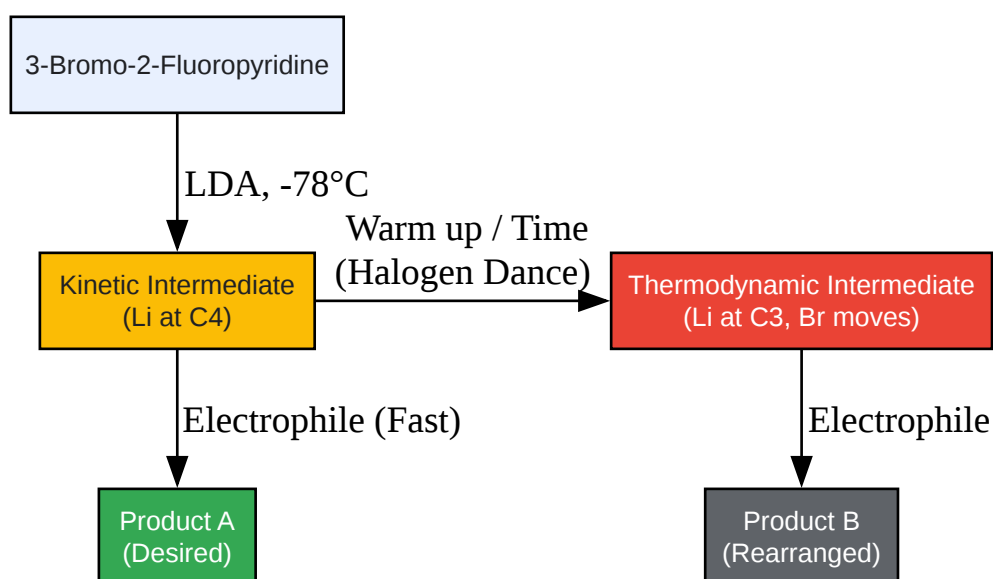 3-Bromo-2-Fluoropyridine
LDA, -78°C
Warm up / Time
(Halogen Dance)
Kinetic Intermediate
(Li at C4)
Thermodynamic Intermediate
(Li at C3, Br moves)
Electrophile (Fast)
Electrophile
Product A
(Desired)
Product B
(Rearranged)